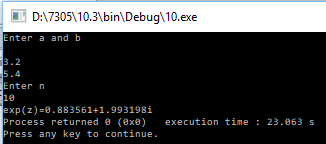 D:\7305\10.3\bin\Debug\10.exe
Enter a and b
3.2
5.4
Enter n
10
exp(z)=0.883561+1.993198i
Process returned 0 (0x0)   execution time : 23.063 s
Press any key to continue.